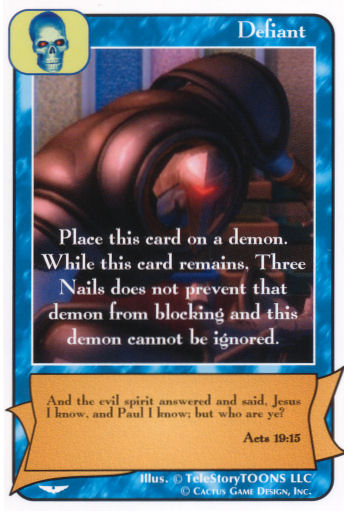 Defiant
Place this card on a demon.
While this card remains, Three
Nails does not prevent that
demon from blocking and this
demon cannot be ignored.
And the evil spirit answered and said, Jesus
I know, and Paul I know; but who are ye?
Acts 19:15
Illus. © TeleStoryTOONS LLC
© Cactus Game Design, Inc.